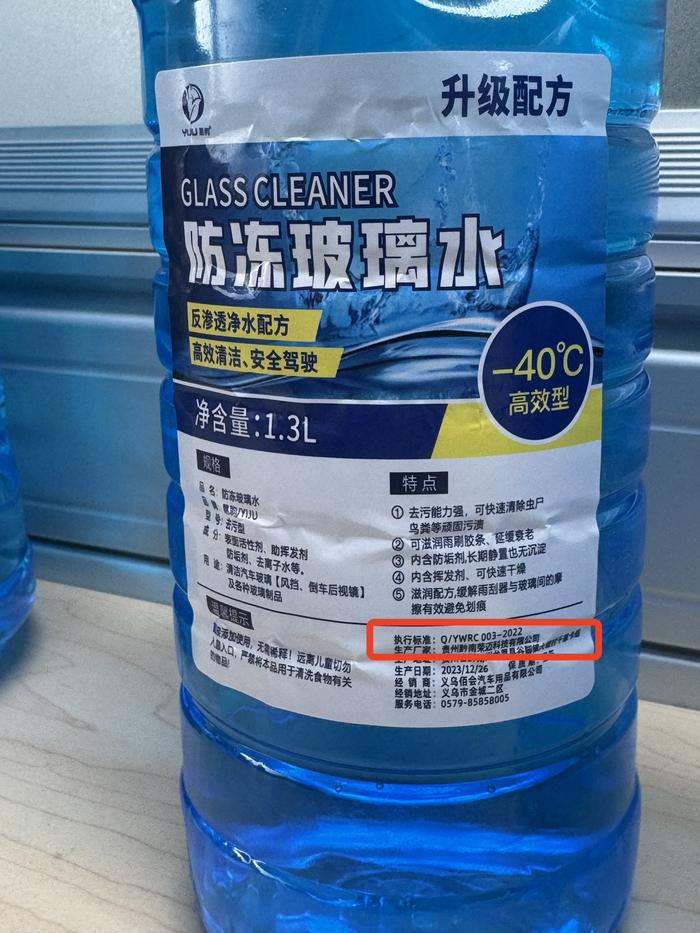 升级配方
YIJU
GLASS CLEANER
防冻玻璃水
反渗透净水配方
高效清洁、安全驾驶
-40℃
高效型
净含量:1.3L
规格
品 名: 防冻玻璃水
YIJU
型 号: 去污型
成 分: 表面活性剂、助挥发剂
防垢剂、去离子水等。
用 途: 清洁汽车玻璃【风挡、倒车后视镜】
及各种玻璃制品
特点
① 去污能力强,可快速清除虫尸
鸟粪等顽固污渍
② 可滋润雨刷胶条、延缓衰老
③ 内含防垢剂,长期静置也无沉淀
④ 内含挥发剂、可快速干燥
⑤ 滋润配方,缓解雨刮器与玻璃间的摩
擦有效避免划痕
温馨提示
添加使用,无需稀释!远离儿童切勿
入口,严禁将本品用于清洗食物有关
的物品!
执行标准: Q/YWRC 003-2022
生产厂家: 贵州黔南荣迈科技有限公司
生产日期: 2023/12/26 保质期:
经 销 商: 义乌佰会汽车用品有限公司
经销地址: 义乌市金城二区
服务电话: 0579-85858005